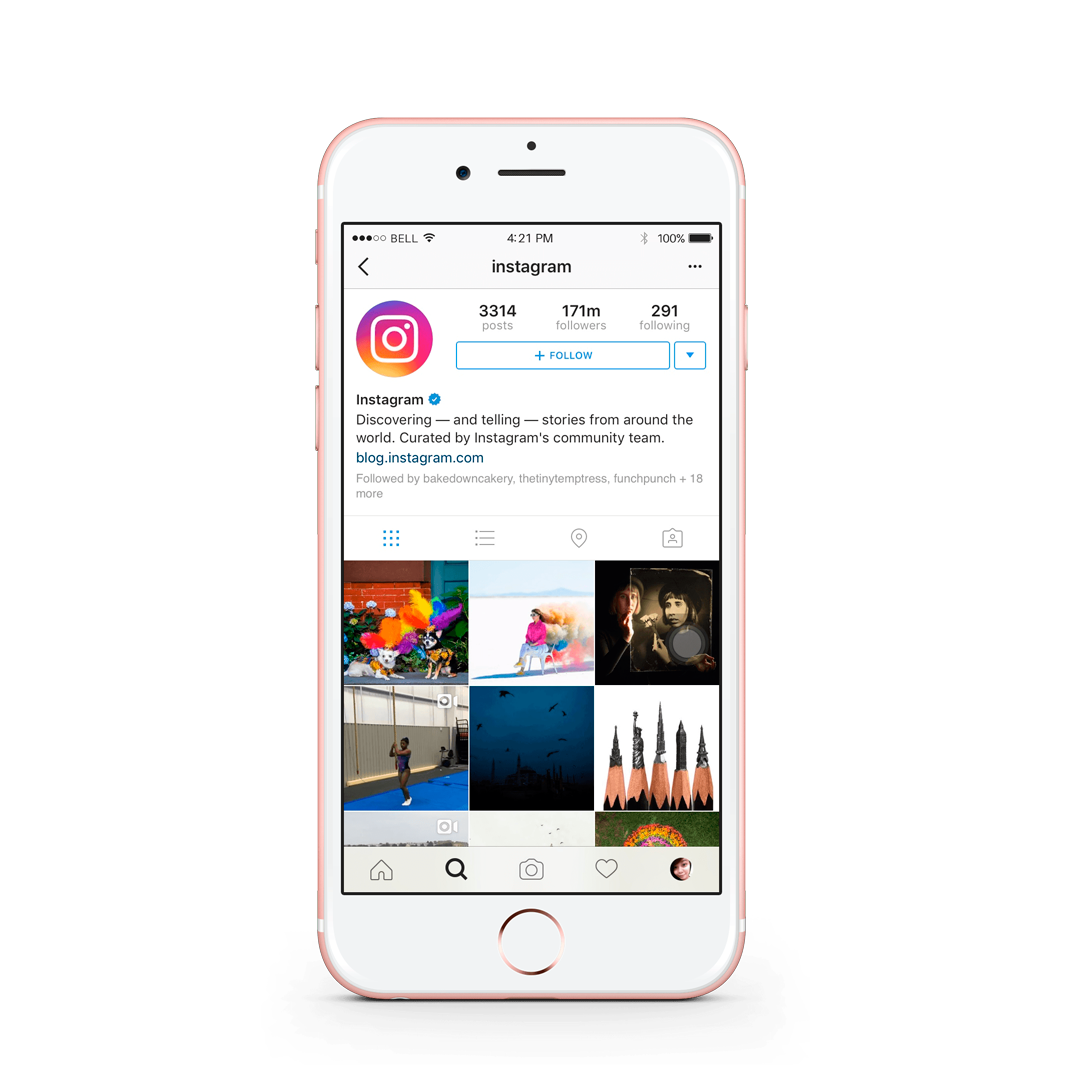 BELL
4:21 PM
100%
instagram
3314
posts
171m
followers
291
following
+ FOLLOW
Instagram
Discovering — and telling — stories from around the
world. Curated by Instagram's community team.
blog.instagram.com
Followed by bakedowncakery, thetinytemptress, funchpunch + 18
more